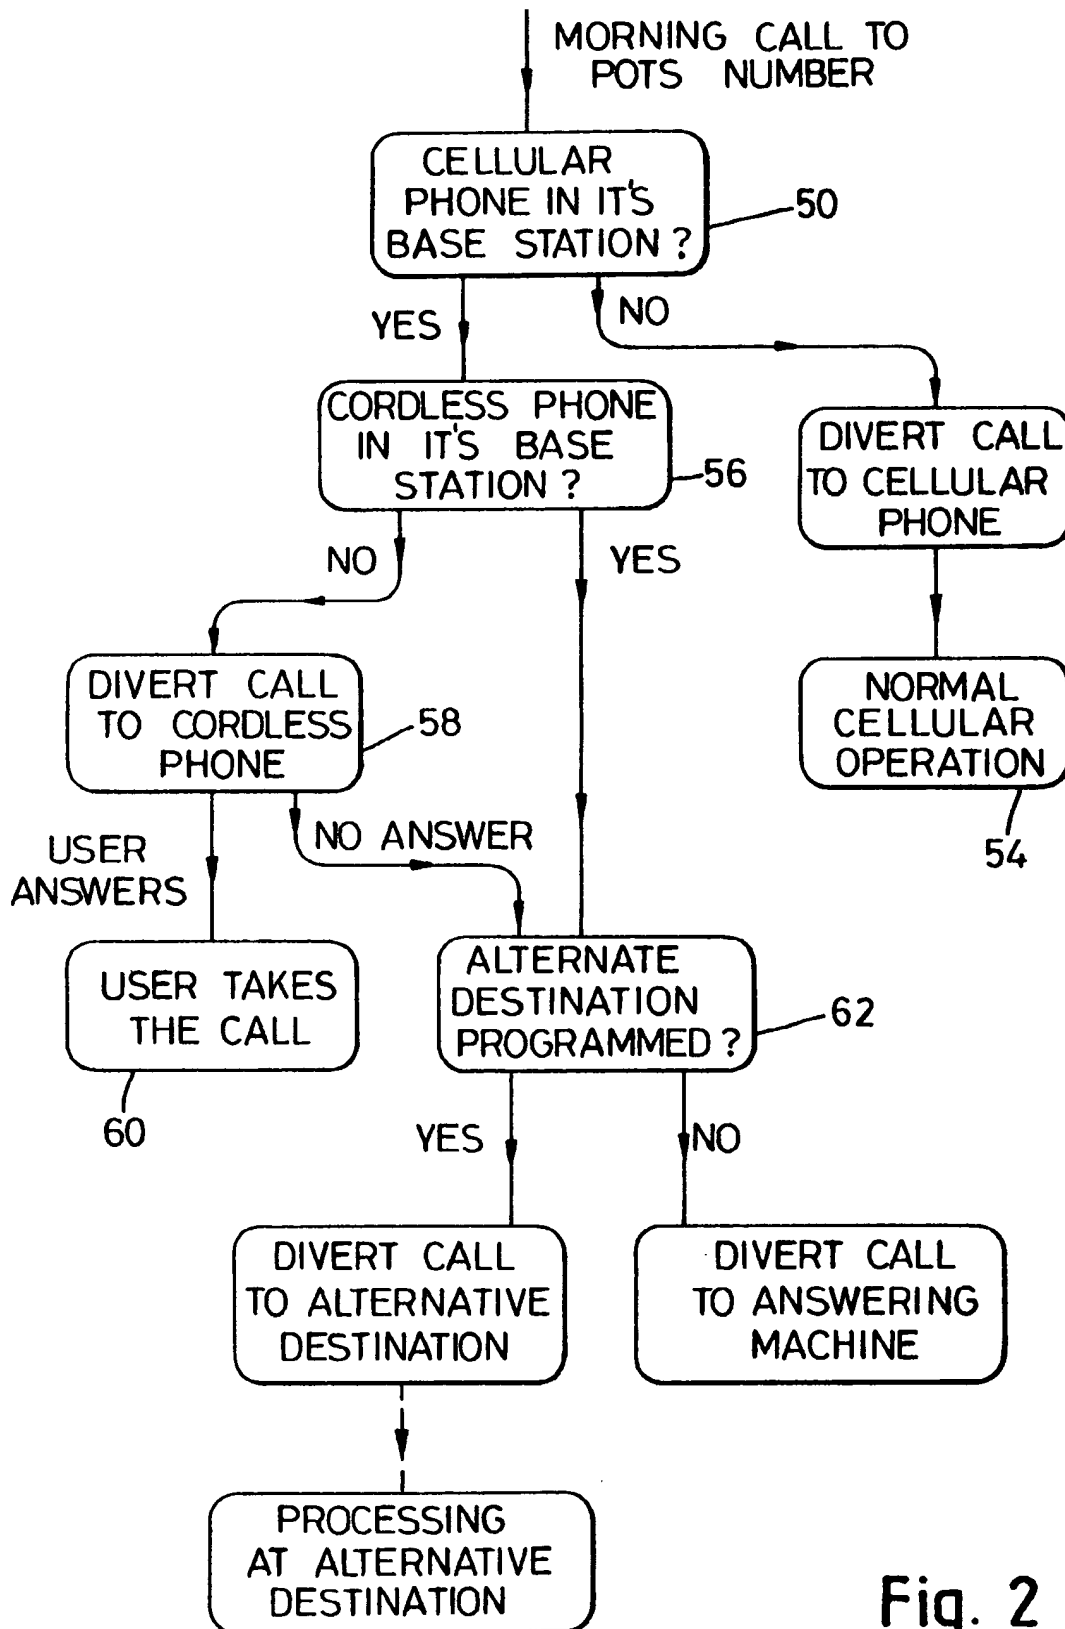 MORNING CALL TO
POTS NUMBER
CELLULAR
PHONE IN IT'S
BASE STATION ?
50
YES
NO
CORDLESS PHONE
IN IT'S BASE
STATION ?
56
DIVERT CALL
TO CELLULAR
PHONE
NO
YES
DIVERT CALL
TO CORDLESS
PHONE
58
NORMAL
CELLULAR
OPERATION
54
USER
ANSWERS
NO ANSWER
USER TAKES
THE CALL
60
ALTERNATE
DESTINATION
PROGRAMMED ?
62
YES
NO
DIVERT CALL
TO ALTERNATIVE
DESTINATION
DIVERT CALL
TO ANSWERING
MACHINE
PROCESSING
AT ALTERNATIVE
DESTINATION
Fig. 2